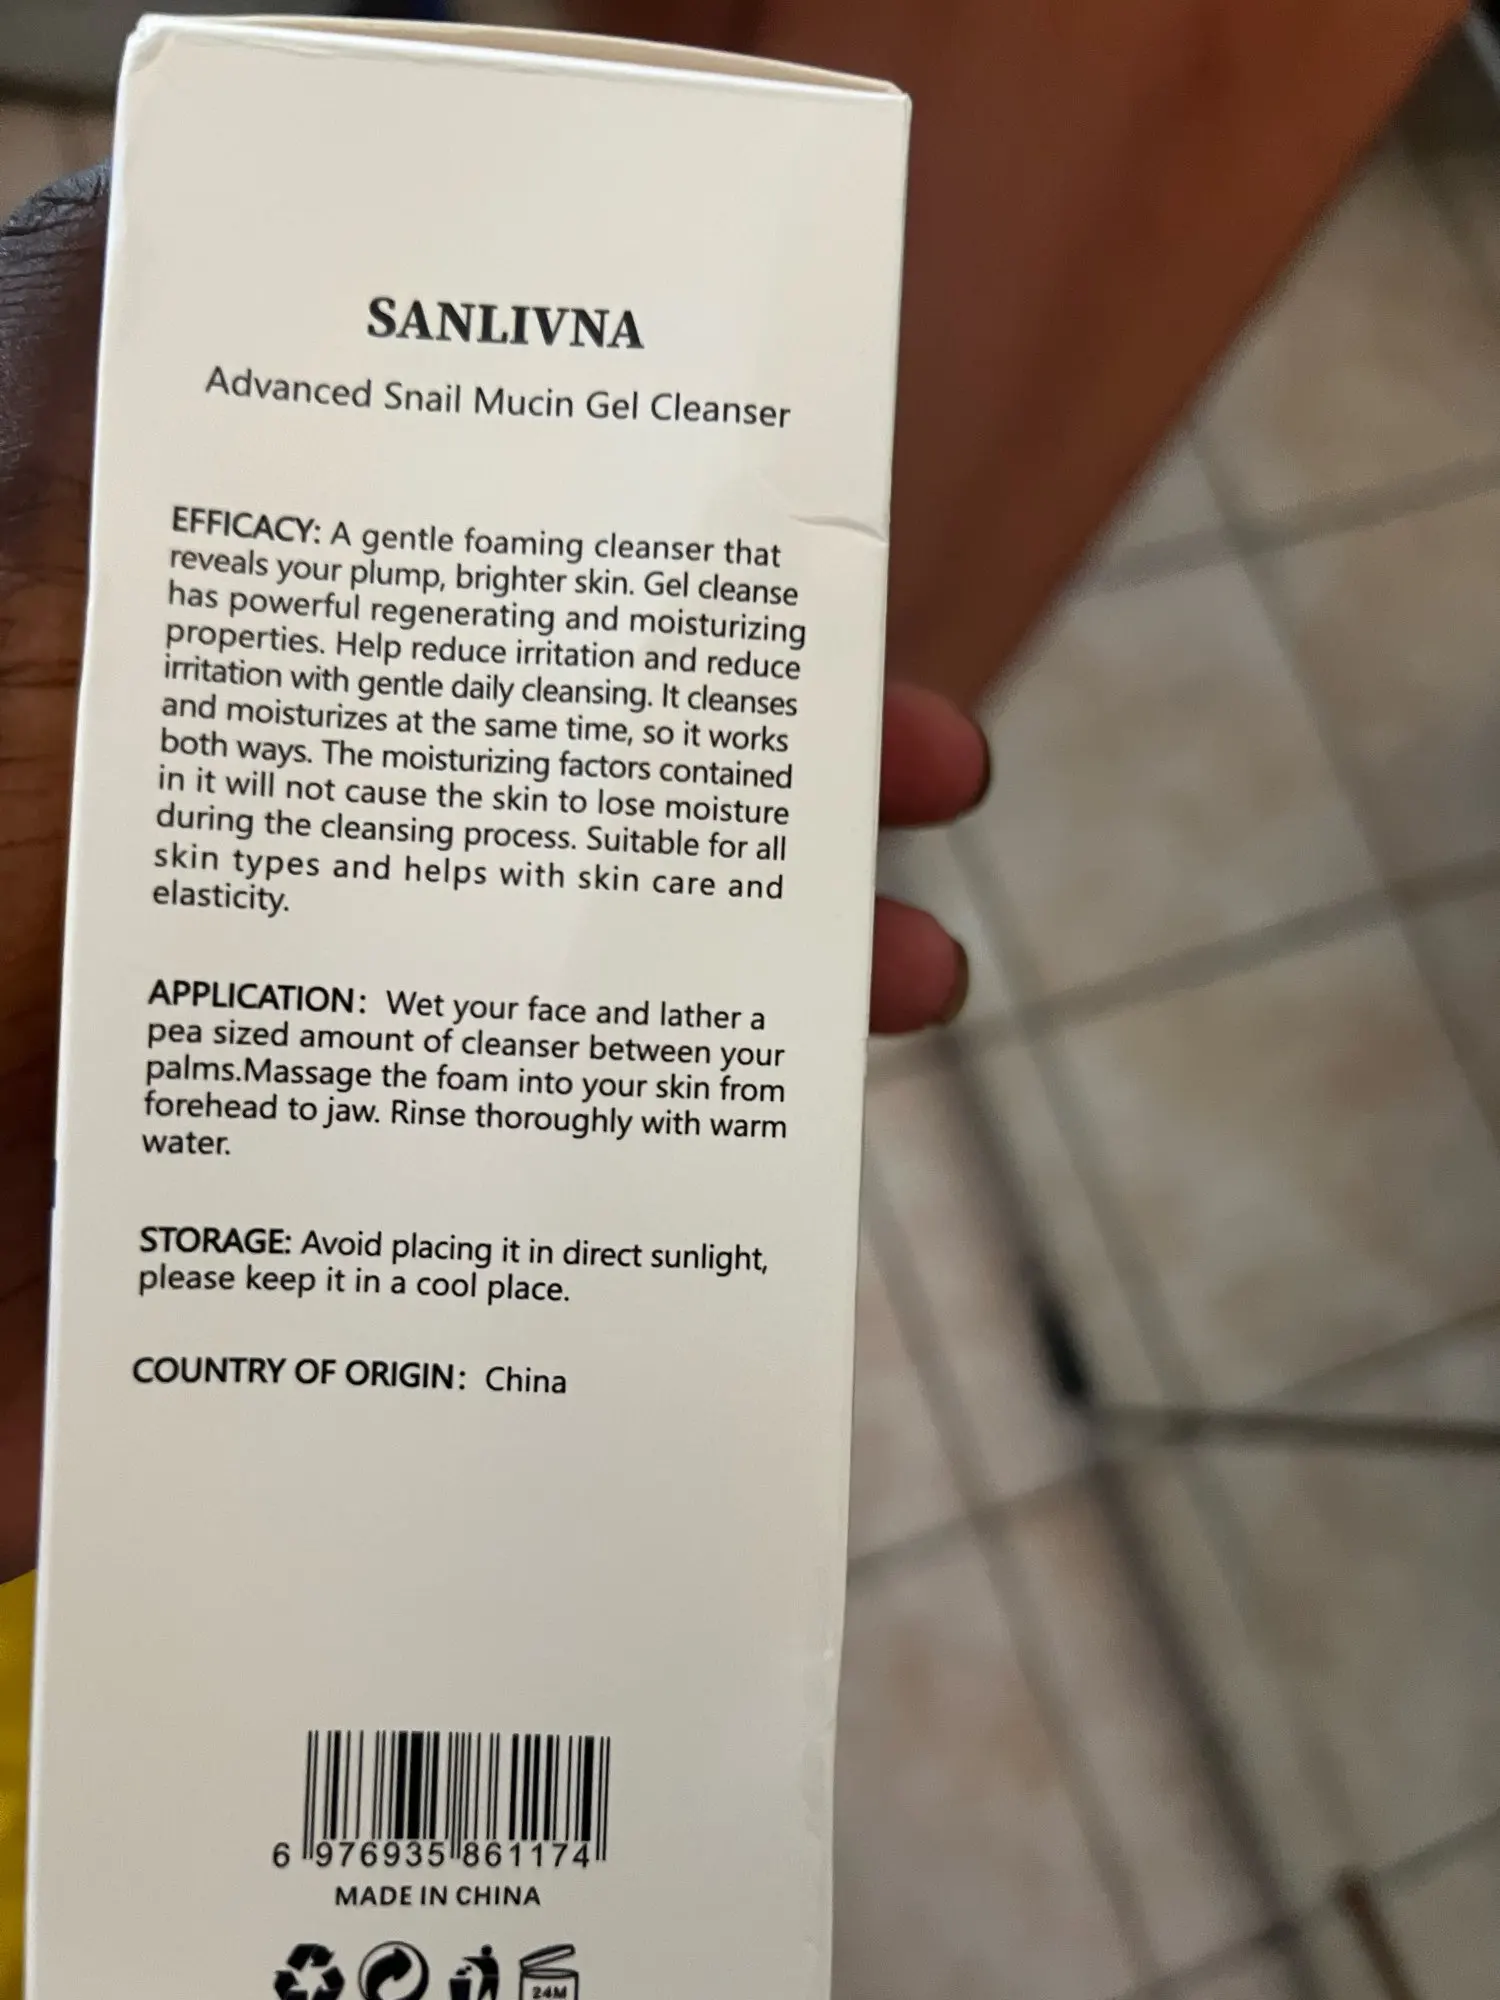 SANLIVNA
Advanced Snail Mucin Gel Cleanser
EFFICACY: A gentle foaming cleanser that
reveals your plump, brighter skin. Gel cleanse
has powerful regenerating and moisturizing
properties. Help reduce irritation and reduce
irritation with gentle daily cleansing. It cleanses
and moisturizes at the same time, so it works
both ways. The moisturizing factors contained
in it will not cause the skin to lose moisture
during the cleansing process. Suitable for all
skin types and helps with skin care and
elasticity.
APPLICATION: Wet your face and lather a
pea sized amount of cleanser between your
palms.Massage the foam into your skin from
forehead to jaw. Rinse thoroughly with warm
water.
STORAGE: Avoid placing it in direct sunlight,
please keep it in a cool place.
COUNTRY OF ORIGIN: China
6 976935 861174
MADE IN CHINA
24M